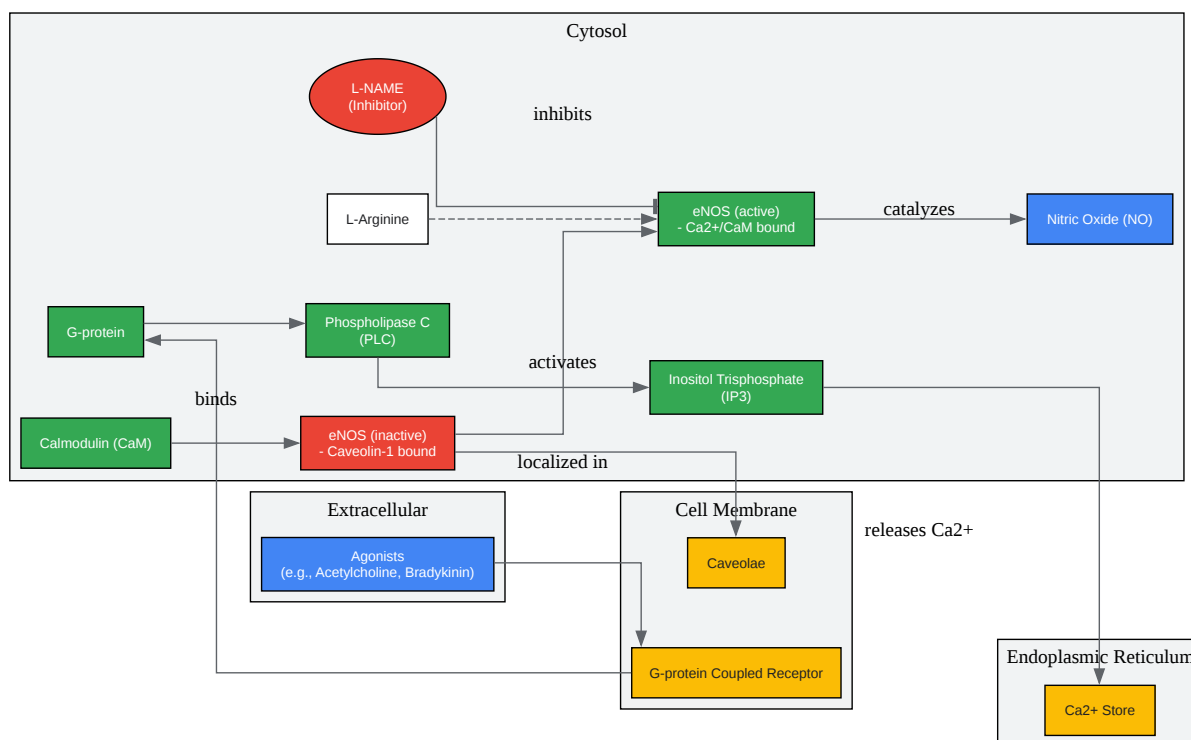 Cytosol
L-NAME
(Inhibitor)
inhibits
L-Arginine
eNOS (active)
- Ca2+/CaM bound
catalyzes
Nitric Oxide (NO)
G-protein
Phospholipase C
(PLC)
activates
Inositol Trisphosphate
(IP3)
binds
Calmodulin (CaM)
eNOS (inactive)
- Caveolin-1 bound
localized in
Extracellular
Agonists
(e.g., Acetylcholine, Bradykinin)
Cell Membrane
Caveolae
releases Ca2+
G-protein Coupled Receptor
Endoplasmic Reticulum
Ca2+ Store